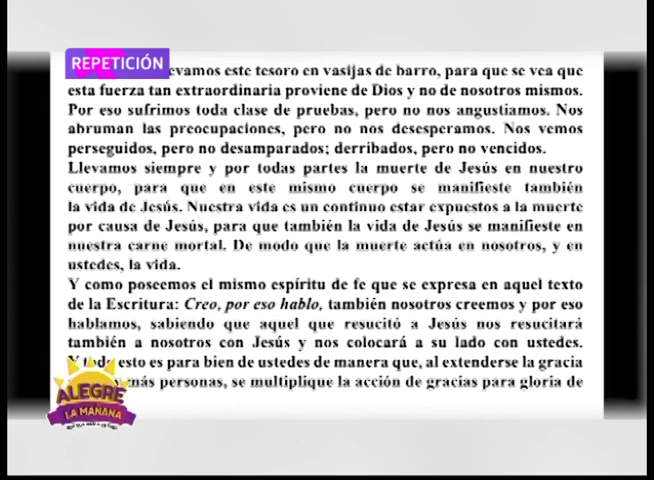 REPETICIÓN
evamos este tesoro en vasijas de barro, para que se vea que
esta fuerza tan extraordinaria proviene de Dios y no de nosotros mismos.
Por eso sufrimos toda clase de pruebas, pero no nos angustiamos. Nos
abruman las preocupaciones, pero no nos desesperamos. Nos vemos
perseguidos, pero no desamparados; derribados, pero no vencidos.
Llevamos siempre y por todas partes la muerte de Jesús en nuestro
cuerpo, para que en este mismo cuerpo se manifieste también
la vida de Jesús. Nuestra vida es un continuo estar expuestos a la muerte
por causa de Jesús, para que también la vida de Jesús se manifieste en
nuestra carne mortal. De modo que la muerte actúa en nosotros, y en
ustedes, la vida.
Y como poseemos el mismo espíritu de fe que se expresa en aquel texto
de la Escritura: Creo, por eso hablo, también nosotros creemos y por eso
hablamos, sabiendo que aquel que resucitó a Jesús nos resucitará
también a nosotros con Jesús y nos colocará a su lado con ustedes.
Y todo esto es para bien de ustedes de manera que, al extenderse la gracia
más personas, se multiplique la acción de gracias para gloria de
ALEGRE
LA MAÑANA